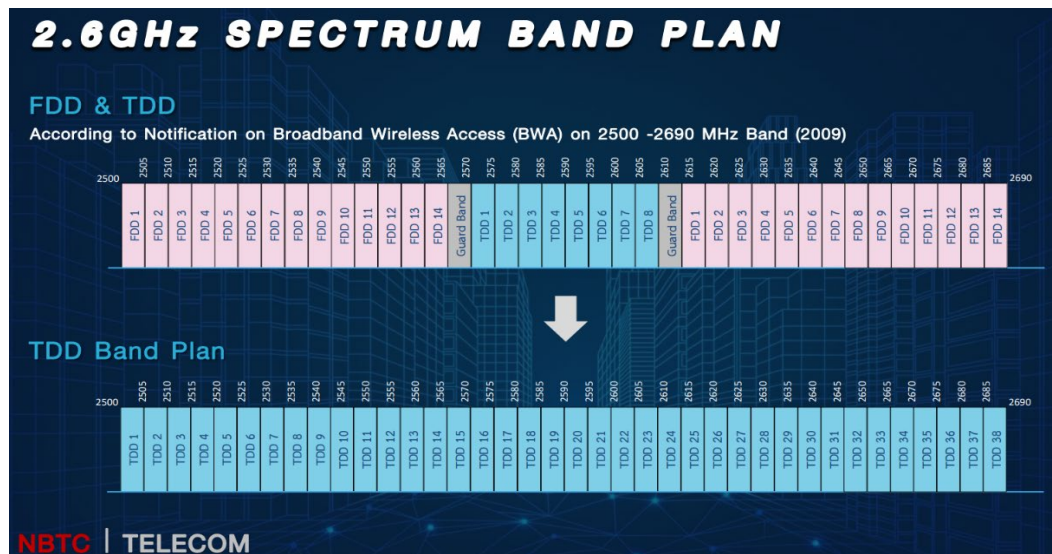 2.6GHz SPECTRUM BAND PLAN
FDD & TDD
According to Notification on Broadband Wireless Access (BWA) on 2500 -2690 MHz Band (2009)
2500 2505 2510 2515 2520 2525 2530 2535 2540 2545 2550 2555 2560 2565 2570 2575 2580 2585 2590 2595 2600 2605 2610 2615 2620 2625 2630 2635 2640 2645 2650 2655 2660 2665 2670 2675 2680 2685 2690
FDD 1 FDD 2 FDD 3 FDD 4 FDD 5 FDD 6 FDD 7 FDD 8 FDD 9 FDD 10 FDD 11 FDD 12 FDD 13 FDD 14 Guard Band TDD 1 TDD 2 TDD 3 TDD 4 TDD 5 TDD 6 TDD 7 TDD 8 Guard Band FDD 1 FDD 2 FDD 3 FDD 4 FDD 5 FDD 6 FDD 7 FDD 8 FDD 9 FDD 10 FDD 11 FDD 12 FDD 13 FDD 14
TDD Band Plan
2500 2505 2510 2515 2520 2525 2530 2535 2540 2545 2550 2555 2560 2565 2570 2575 2580 2585 2590 2595 2600 2605 2610 2615 2620 2625 2630 2635 2640 2645 2650 2655 2660 2665 2670 2675 2680 2685 2690
TDD 1 TDD 2 TDD 3 TDD 4 TDD 5 TDD 6 TDD 7 TDD 8 TDD 9 TDD 10 TDD 11 TDD 12 TDD 13 TDD 14 TDD 15 TDD 16 TDD 17 TDD 18 TDD 19 TDD 20 TDD 21 TDD 22 TDD 23 TDD 24 TDD 25 TDD 26 TDD 27 TDD 28 TDD 29 TDD 30 TDD 31 TDD 32 TDD 33 TDD 34 TDD 35 TDD 36 TDD 37 TDD 38
NBTC | TELECOM